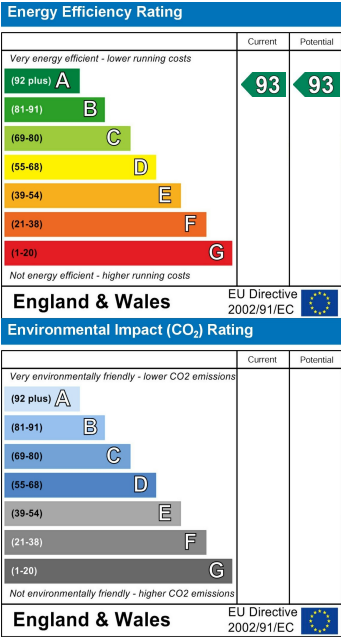 Energy Efficiency Rating
Current Potential
Very energy efficient - lower running costs
(92 plus) A 93 93
(81-91) B
(69-80) C
(55-68) D
(39-54) E
(21-38) F
(1-20) G
Not energy efficient - higher running costs
England & Wales
EU Directive
2002/91/EC
Environmental Impact (CO₂) Rating
Current Potential
Very environmentally friendly - lower CO2 emissions
(92 plus) A
(81-91) B
(69-80) C
(55-68) D
(39-54) E
(21-38) F
(1-20) G
Not environmentally friendly - higher CO2 emissions
England & Wales
EU Directive
2002/91/EC